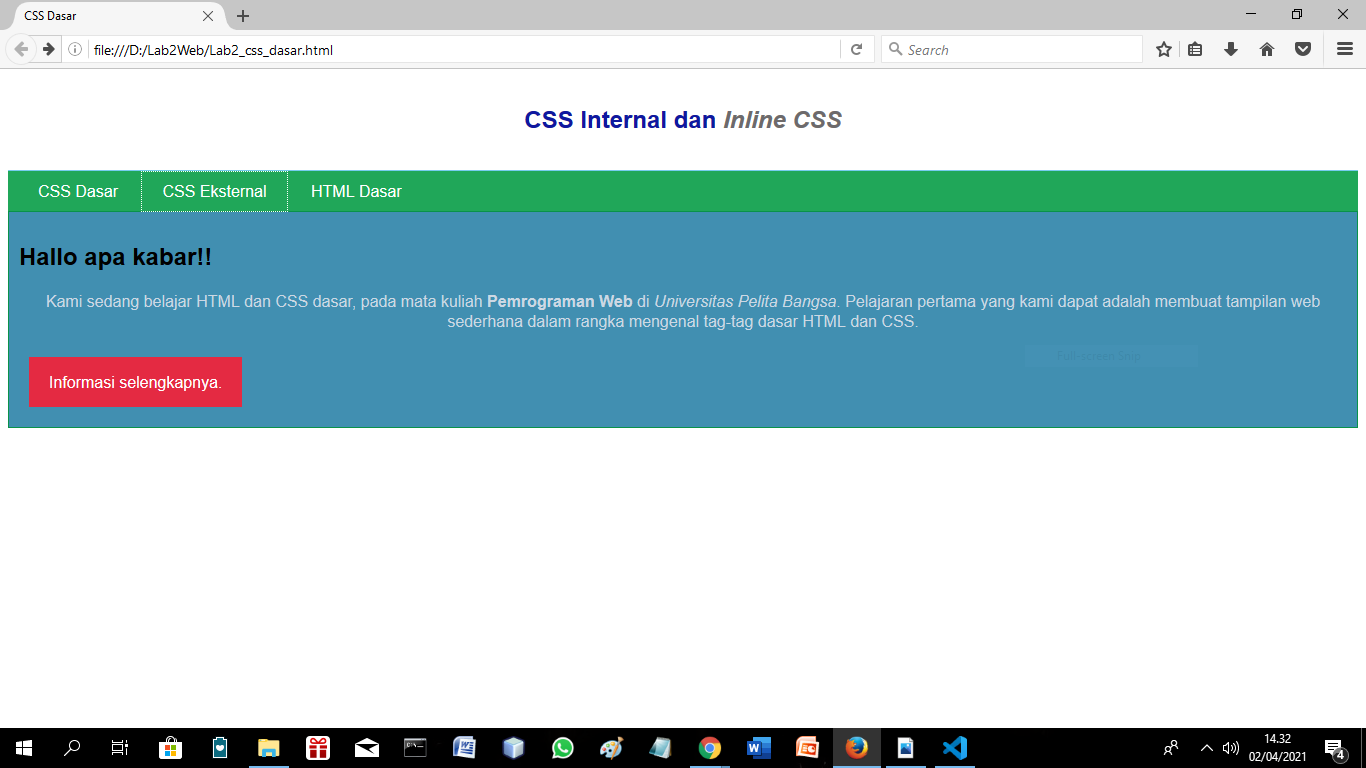 CSS Dasar
file:///D:/Lab2Web/Lab2_css_dasar.html
Search
CSS Internal dan Inline CSS
CSS Dasar CSS Eksternal HTML Dasar
Hallo apa kabar!!
Kami sedang belajar HTML dan CSS dasar, pada mata kuliah Pemrograman Web di Universitas Pelita Bangsa. Pelajaran pertama yang kami dapat adalah membuat tampilan web
sederhana dalam rangka mengenal tag-tag dasar HTML dan CSS.
Full-screen Snip
Informasi selengkapnya.
14.32
02/04/2021
4